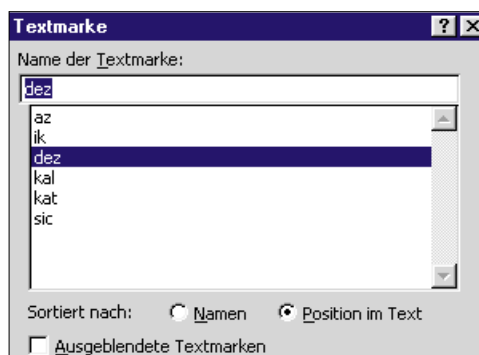 Textmarke
Name der Textmarke:
dez
az
ik
dez
kal
kat
sic
Sortiert nach: Namen Position im Text
Ausgeblendete Textmarken